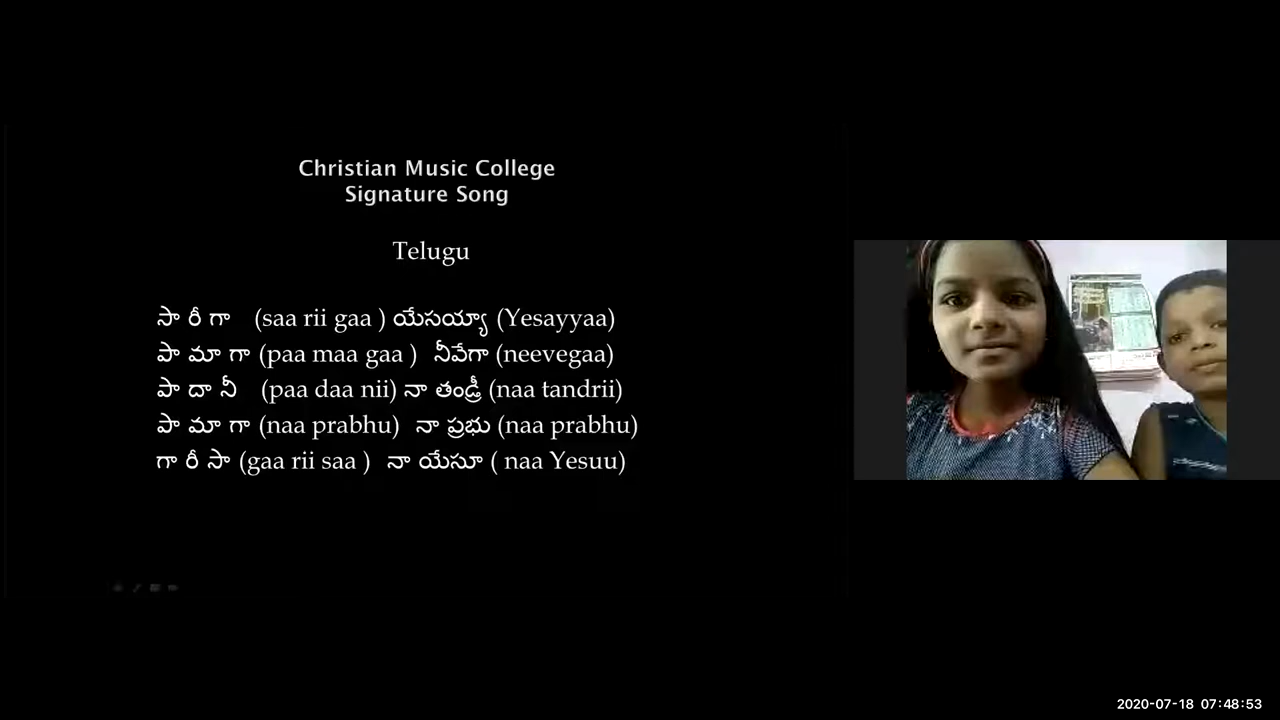 Christian Music College
Signature Song
Telugu
సా రీ గా (saa rii gaa ) యేసయ్యా (Yesayyaa)
పా మా గా (paa maa gaa ) నీవేగా (neevegaa)
పా దా నీ (paa daa nii) నా తండ్రీ (naa tandrii)
పా మా గా (naa prabhu) నా ప్రభు (naa prabhu)
గా రీ సా (gaa rii saa ) నా యేసూ ( naa Yesuu)
2020-07-18 07:48:53